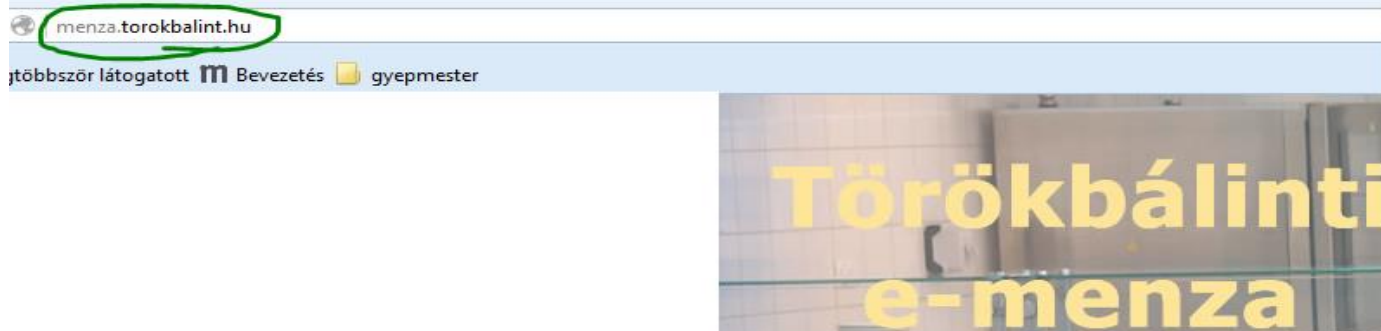 menza.torokbalint.hu
gtöbbször látogatott m Bevezetés gyepmester
Törökbálinti
e-menza